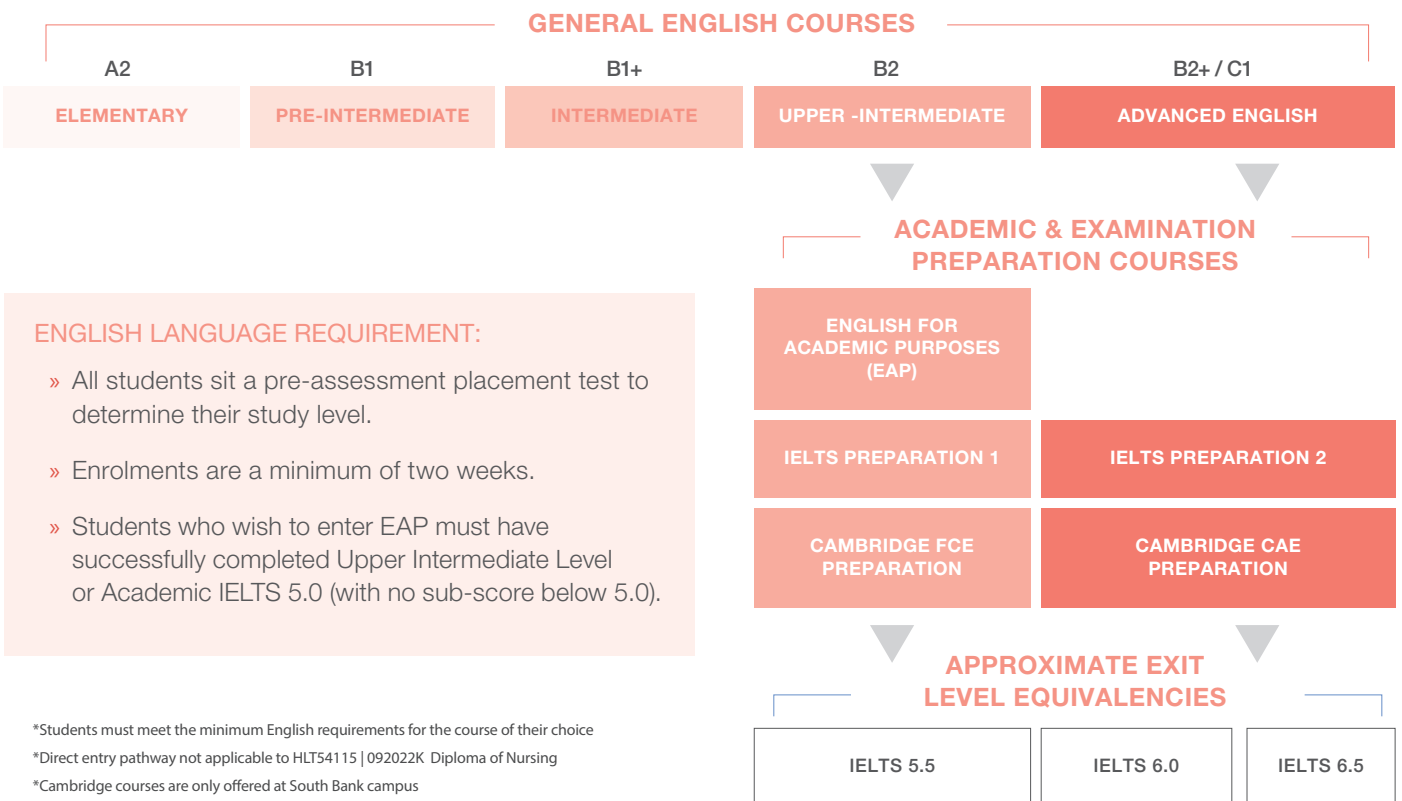 GENERAL ENGLISH COURSES
A2
B1
B1+
B2
B2+ / C1
ELEMENTARY
PRE-INTERMEDIATE
INTERMEDIATE
UPPER -INTERMEDIATE
ADVANCED ENGLISH
ACADEMIC & EXAMINATION
PREPARATION COURSES
ENGLISH FOR
ACADEMIC PURPOSES
(EAP)
IELTS PREPARATION 1
IELTS PREPARATION 2
CAMBRIDGE FCE
PREPARATION
CAMBRIDGE CAE
PREPARATION
ENGLISH LANGUAGE REQUIREMENT:
» All students sit a pre-assessment placement test to
determine their study level.
» Enrolments are a minimum of two weeks.
» Students who wish to enter EAP must have
successfully completed Upper Intermediate Level
or Academic IELTS 5.0 (with no sub-score below 5.0).
APPROXIMATE EXIT
LEVEL EQUIVALENCIES
IELTS 5.5
IELTS 6.0
IELTS 6.5
*Students must meet the minimum English requirements for the course of their choice
*Direct entry pathway not applicable to HLT54115 | 092022K Diploma of Nursing
*Cambridge courses are only offered at South Bank campus